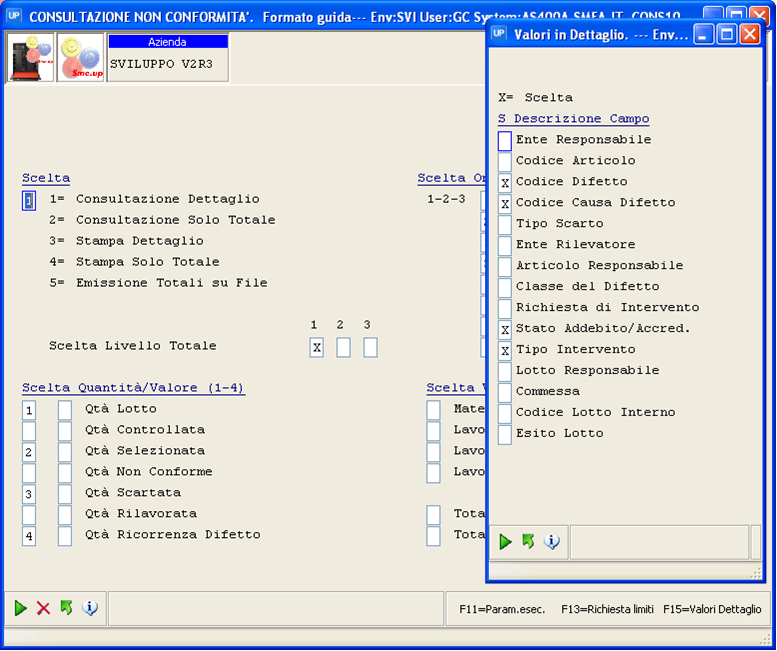 UP CONSULTAZIONE NON CONFORMITA'. Formato guida--- Env:SVI User:GC System:AS400A.SMEA.IT
Azienda
SVILUPPO V2R3
Sme.up
Scelta
1 1= Consultazione Dettaglio
2= Consultazione Solo Totale
3= Stampa Dettaglio
4= Stampa Solo Totale
5= Emissione Totali su File
1 2 3
Scelta Livello Totale X
Scelta Quantità/Valore (1-4)
1 Qtà Lotto
Qtà Controllata
2 Qtà Selezionata
Qtà Non Conforme
3 Qtà Scartata
Qtà Rilavorata
4 Qtà Ricorrenza Difetto
Scelta
1-2-3
Scelta
Mate
Lavo
Lavo
Lavo
Tota
Tota
F11=Param.esec. F13=Richiesta limiti F15=Valori Dettaglio
UP Valori in Dettaglio. --- Env...
X= Scelta
S Descrizione Campo
Ente Responsabile
Codice Articolo
X Codice Difetto
X Codice Causa Difetto
Tipo Scarto
Ente Rilevatore
Articolo Responsabile
Classe del Difetto
Richiesta di Intervento
X Stato Addebito/Accred.
X Tipo Intervento
Lotto Responsabile
Commessa
Codice Lotto Interno
Esito Lotto